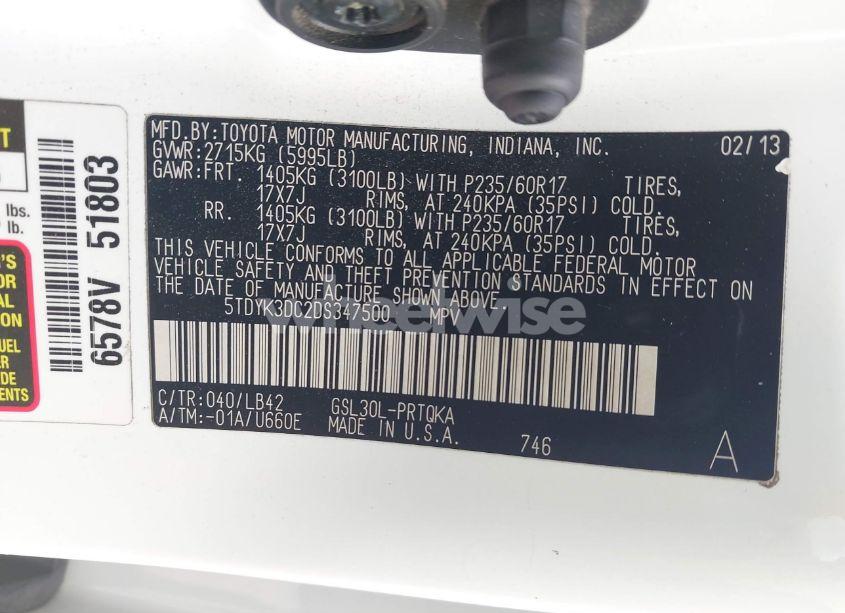 MFD.BY:TOYOTA MOTOR MANUFACTURING, INDIANA, INC. 02/13
GVWR:2715KG (5995LB)
GAWR:FRT. 1405KG (3100LB) WITH P235/60R17 TIRES,
17X7J RIMS, AT 240KPA (35PSI) COLD.
RR. 1405KG (3100LB) WITH P235/60R17 TIRES,
17X7J RIMS, AT 240KPA (35PSI) COLD.
THIS VEHICLE CONFORMS TO ALL APPLICABLE FEDERAL MOTOR
VEHICLE SAFETY AND THEFT PREVENTION STANDARDS IN EFFECT ON
THE DATE OF MANUFACTURE SHOWN ABOVE.
5TDYK3DC2DS347500 MPV
C/TR:040/LB42 GSL30L-PRTQKA
A/TM:-01A/U660E MADE IN U.S.A. 746 A
wheelwise
6578V 51803
lbs.
lb.